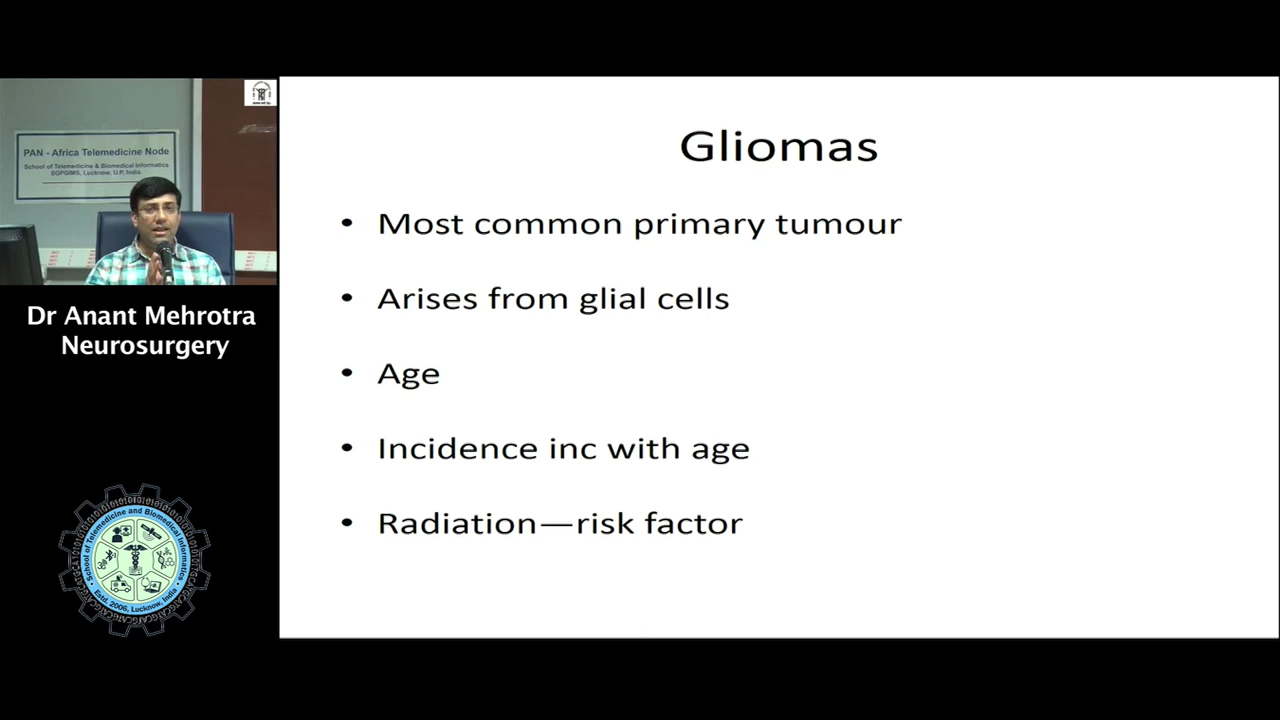 PAN - Africa Telemedicine Node
School of Telemedicine & Biomedical Informatics
SGPGIMS, Lucknow, U.P, India.
Dr Anant Mehrotra
Neurosurgery
School of Telemedicine and Biomedical Informatics
Estd. 2006, Lucknow, India
Gliomas
• Most common primary tumour
• Arises from glial cells
• Age
• Incidence inc with age
• Radiation—risk factor